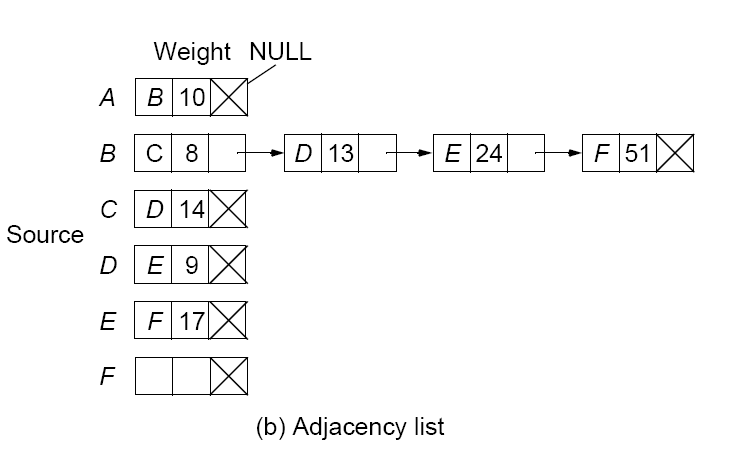 Weight NULL
A B 10
B C 8 D 13 E 24 F 51
C D 14
Source
D E 9
E F 17
F
(b) Adjacency list